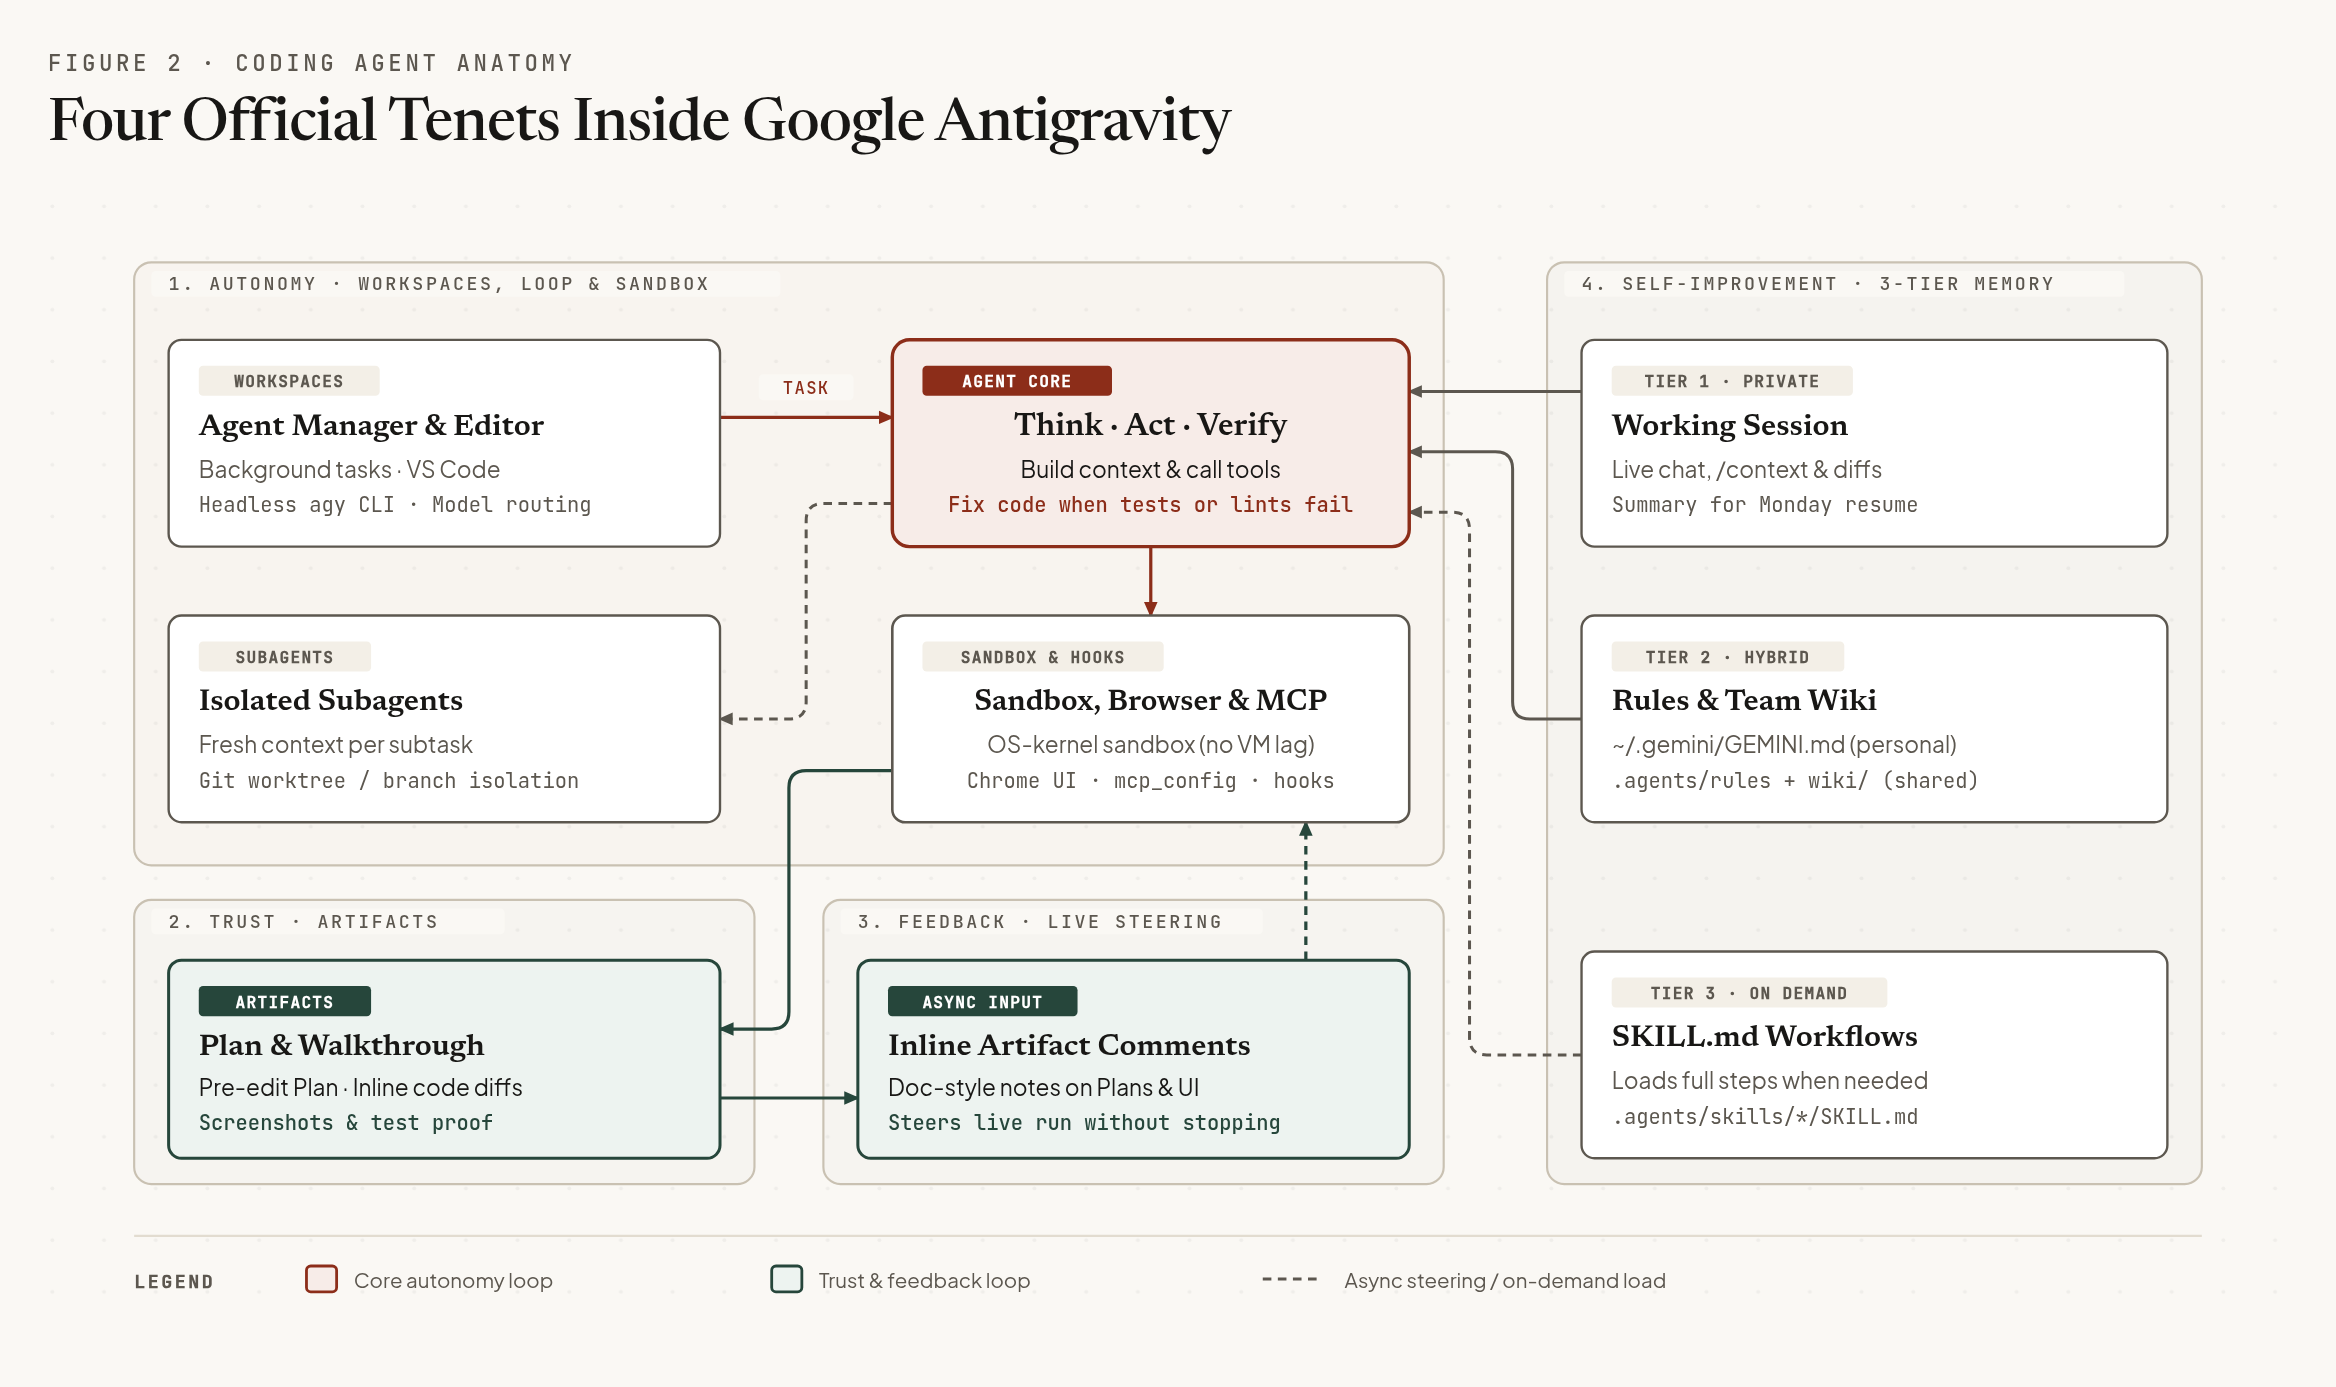 FIGURE 2 · CODING AGENT ANATOMY
Four Official Tenets Inside Google Antigravity
1. AUTONOMY · WORKSPACES, LOOP & SANDBOX
WORKSPACES
Agent Manager & Editor
Background tasks · VS Code
Headless agy CLI · Model routing
TASK
AGENT CORE
Think · Act · Verify
Build context & call tools
Fix code when tests or lints fail
SUBAGENTS
Isolated Subagents
Fresh context per subtask
Git worktree / branch isolation
SANDBOX & HOOKS
Sandbox, Browser & MCP
OS-kernel sandbox (no VM lag)
Chrome UI · mcp_config · hooks
2. TRUST · ARTIFACTS
ARTIFACTS
Plan & Walkthrough
Pre-edit Plan · Inline code diffs
Screenshots & test proof
3. FEEDBACK · LIVE STEERING
ASYNC INPUT
Inline Artifact Comments
Doc-style notes on Plans & UI
Steers live run without stopping
4. SELF-IMPROVEMENT · 3-TIER MEMORY
TIER 1 · PRIVATE
Working Session
Live chat, /context & diffs
Summary for Monday resume
TIER 2 · HYBRID
Rules & Team Wiki
~/.gemini/GEMINI.md (personal)
.agents/rules + wiki/ (shared)
TIER 3 · ON DEMAND
SKILL.md Workflows
Loads full steps when needed
.agents/skills/*/SKILL.md
LEGEND
Core autonomy loop
Trust & feedback loop
Async steering / on-demand load